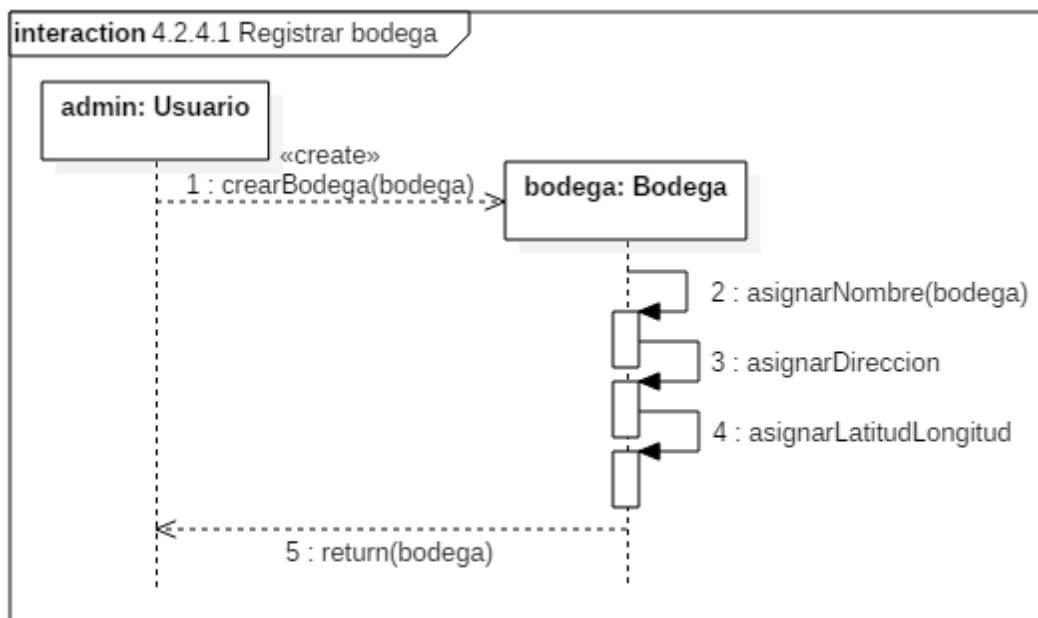 interaction 4.2.4.1 Registrar bodega
admin: Usuario
«create»
1 : crearBodega(bodega)
bodega: Bodega
2 : asignarNombre(bodega)
3 : asignarDireccion
4 : asignarLatitudLongitud
5 : return(bodega)